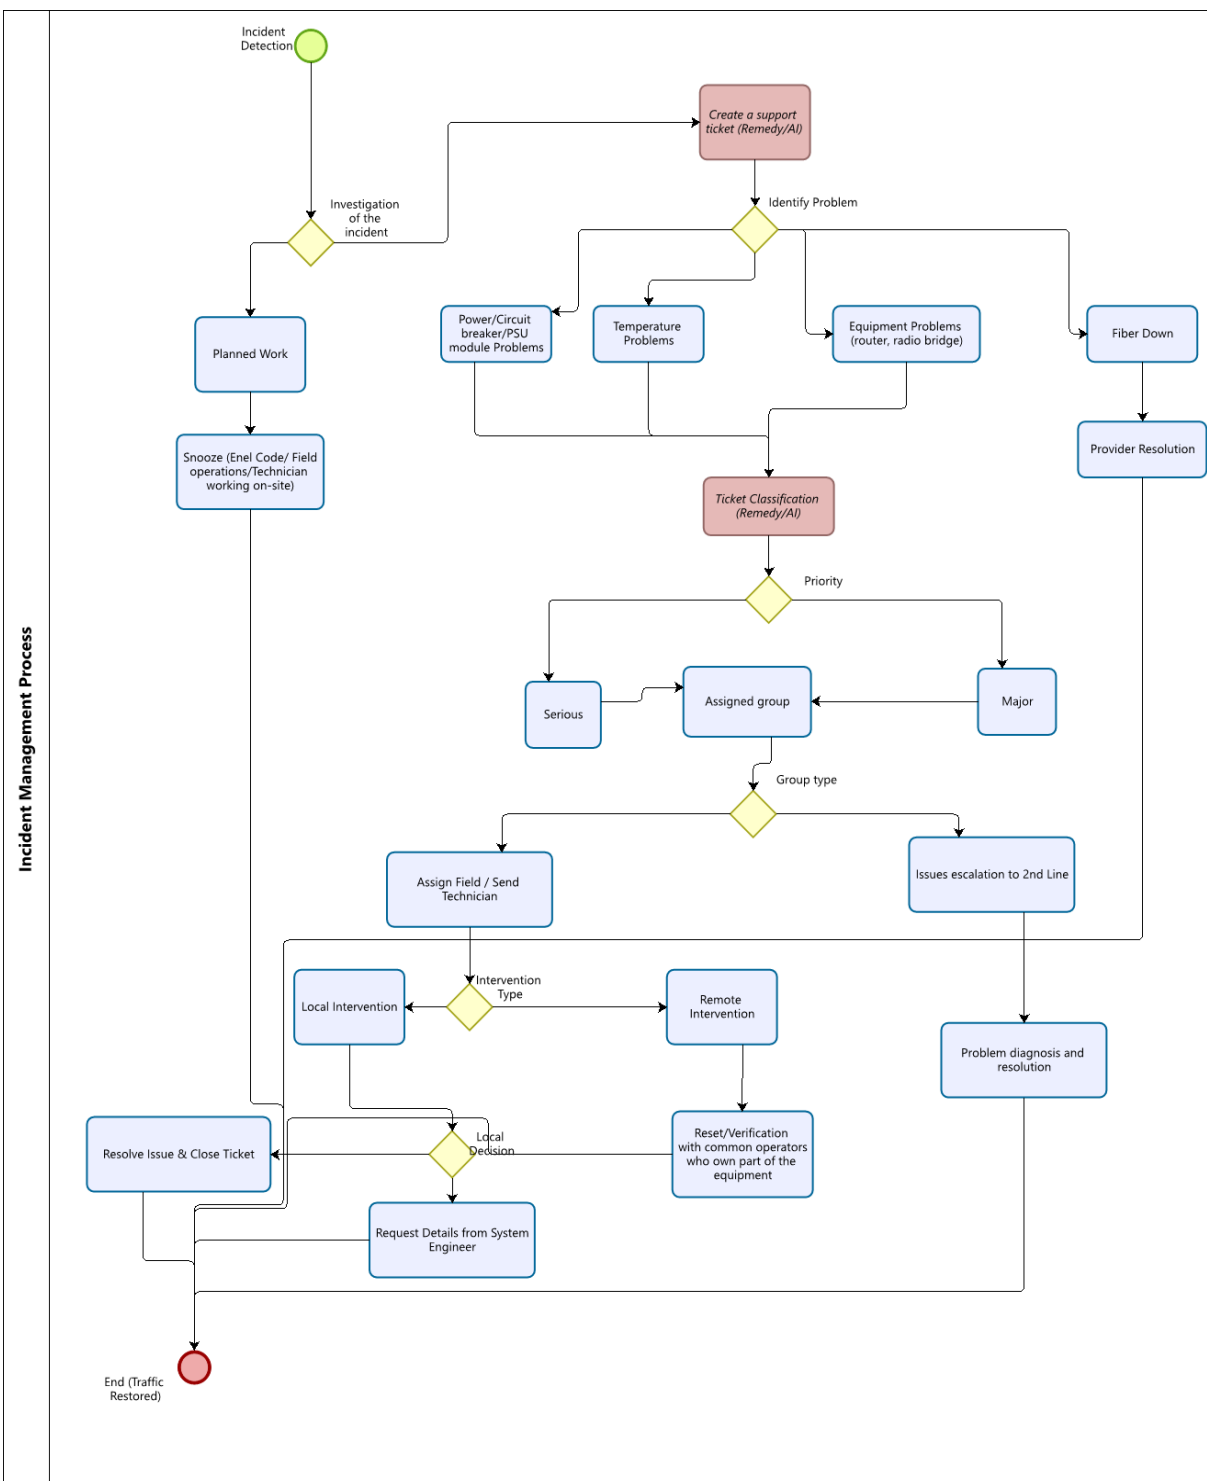 Incident Management Process
Incident
Detection
Create a support
ticket (Remedy/AI)
Investigation
of the
incident
Identify Problem
Planned Work
Power/Circuit
breaker/PSU
module Problems
Temperature
Problems
Equipment Problems
(router, radio bridge)
Fiber Down
Snooze (Enel Code/ Field
operations/Technician
working on-site)
Provider Resolution
Ticket Classification
(Remedy/AI)
Priority
Serious
Assigned group
Major
Group type
Assign Field / Send
Technician
Issues escalation to 2nd Line
Intervention
Type
Local Intervention
Remote
Intervention
Problem diagnosis and
resolution
Resolve Issue & Close Ticket
Local
Decision
Reset/Verification
with common operators
who own part of the
equipment
Request Details from System
Engineer
End (Traffic
Restored)